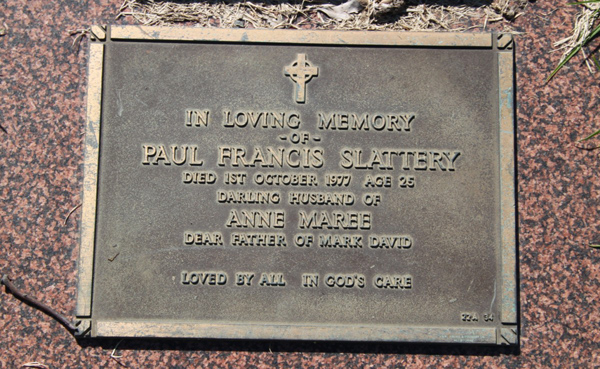 IN LOVING MEMORY
- OF -
PAUL FRANCIS SLATTERY
DIED 1ST OCTOBER 1977 AGE 25
DARLING HUSBAND OF
ANNE MAREE
DEAR FATHER OF MARK DAVID
LOVED BY ALL IN GOD'S CARE